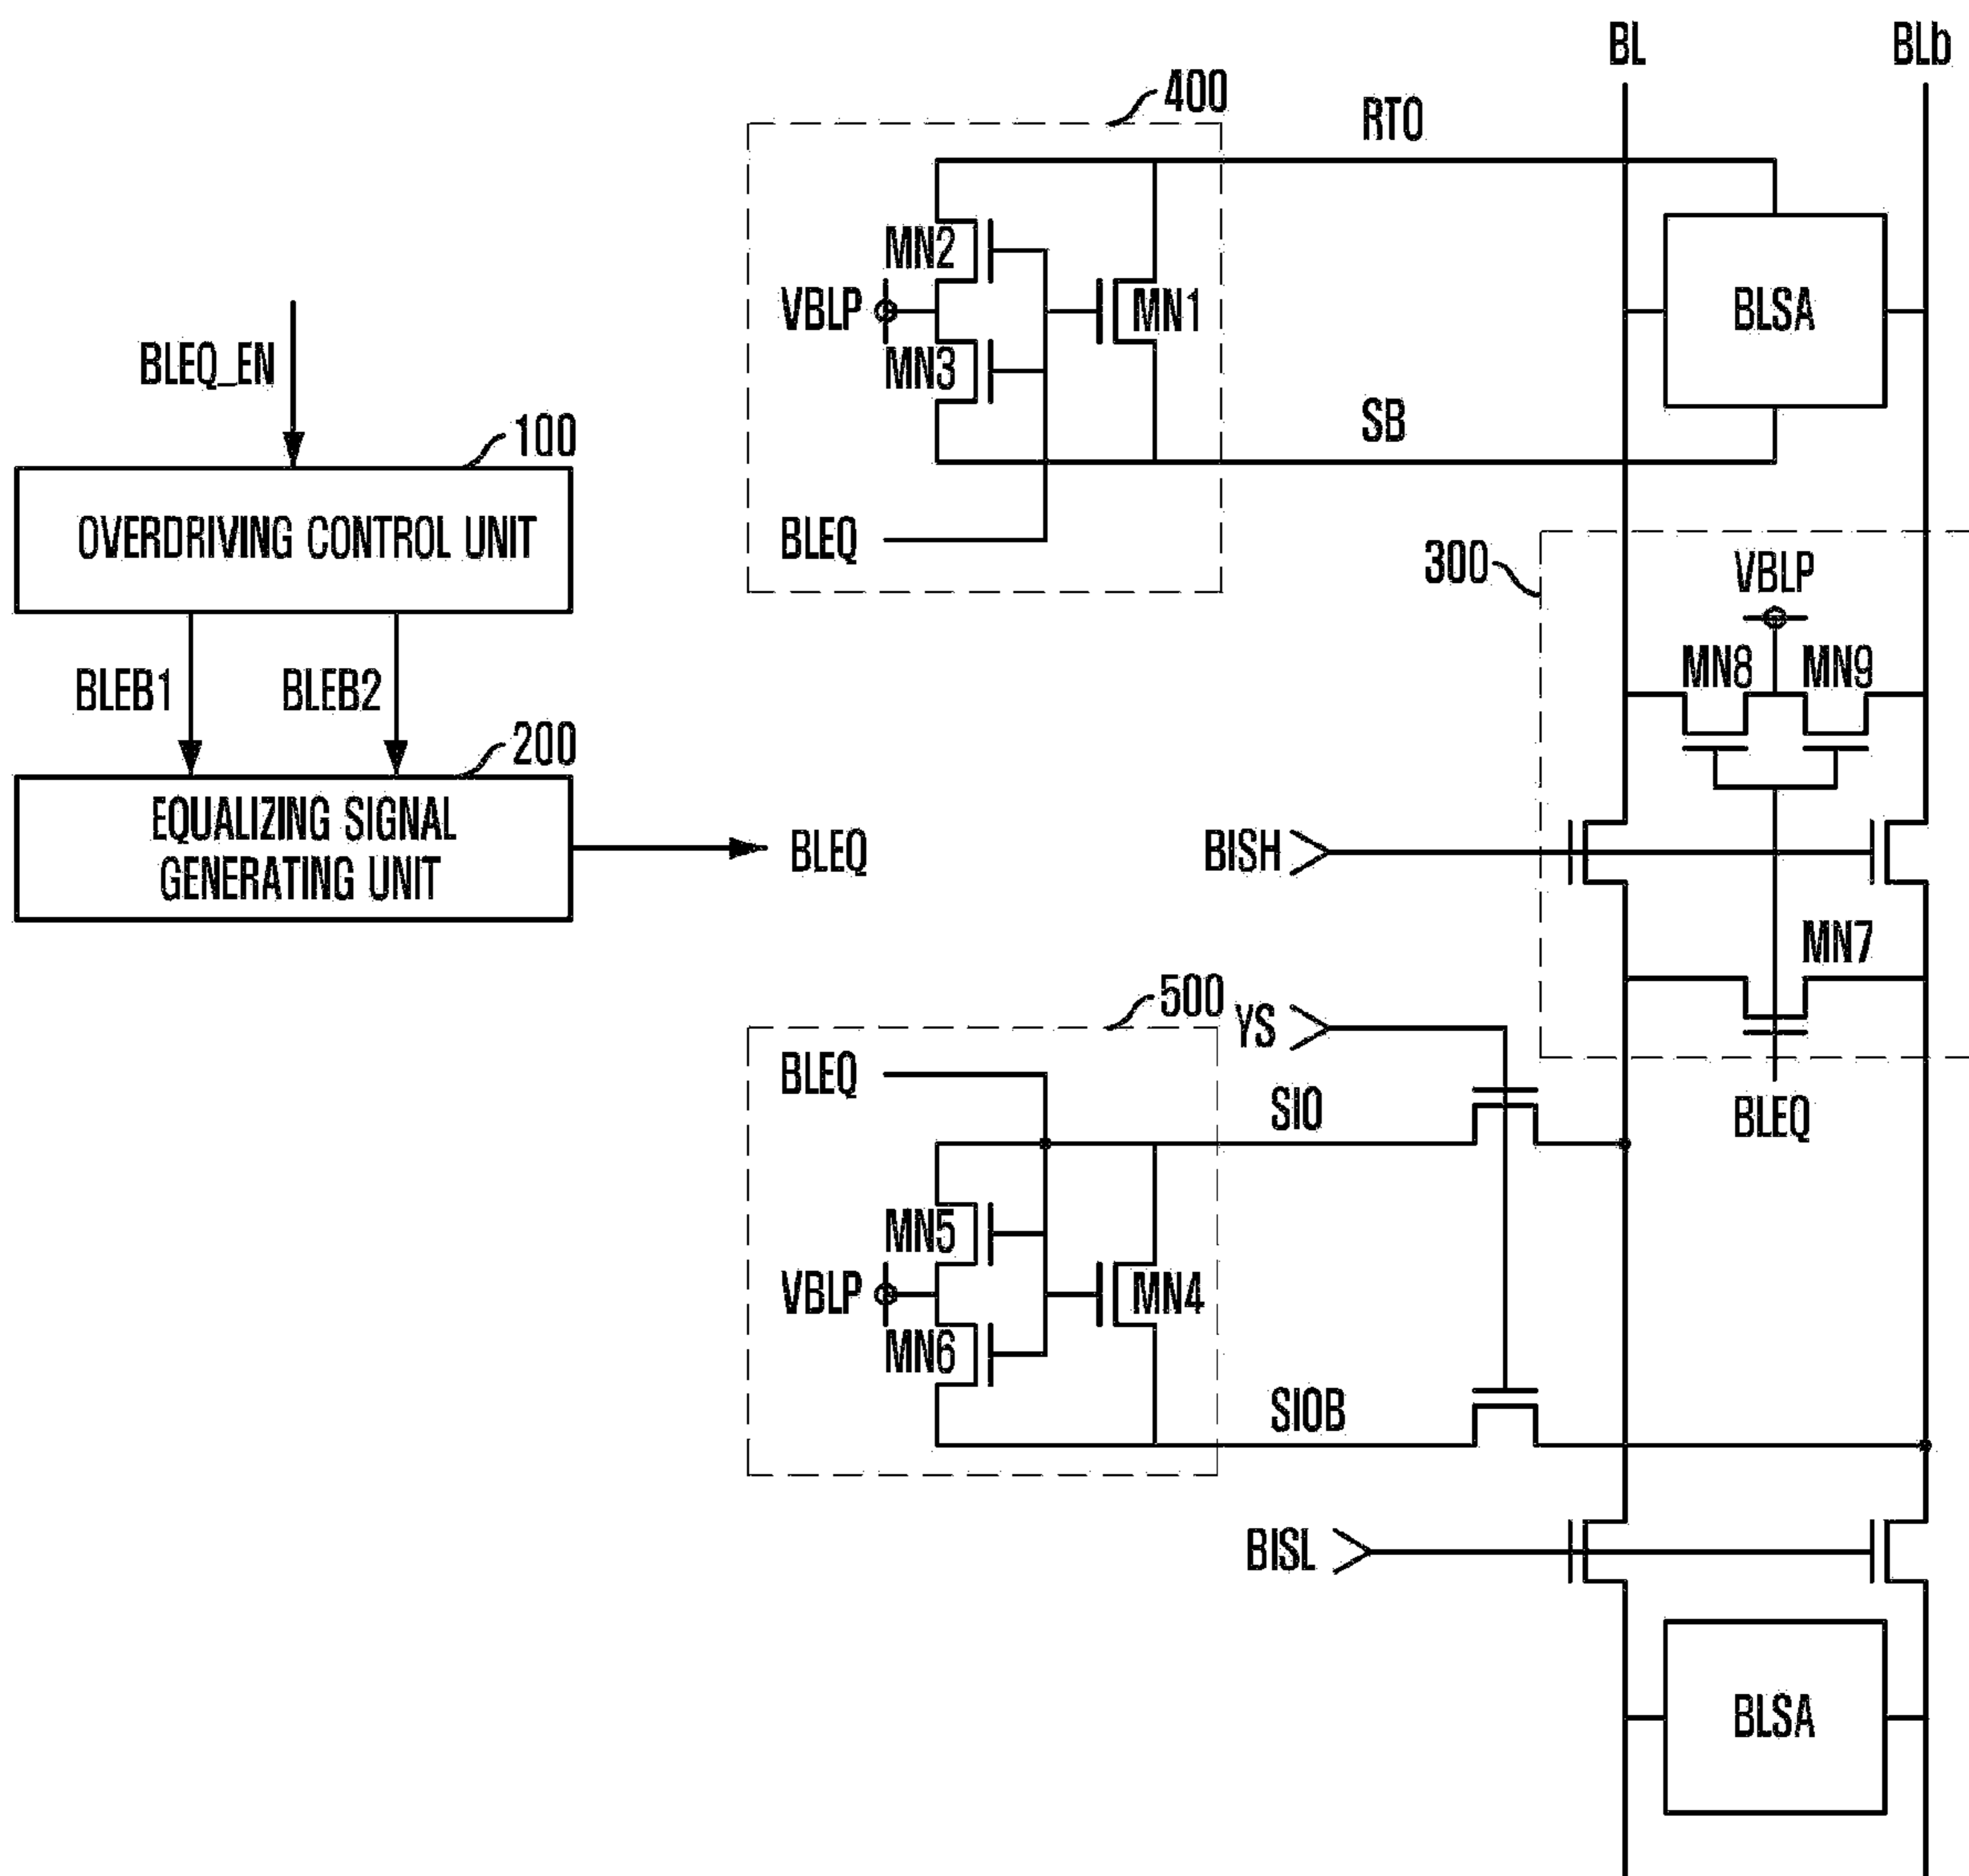 BL
BLb
400
RTO
MN2
VBLP
MN1
BLSA
MN3
BLEQ_EN
SB
100
OVERDRIVING CONTROL UNIT
BLEQ
300
VBLP
BLEB1
BLEB2
MN8
MN9
200
EQUALIZING SIGNAL
GENERATING UNIT
BLEQ
BISH
MN7
500
YS
BLEQ
SIO
BLEQ
MN5
VBLP
MN4
MN6
SIOB
BISL
BLSA